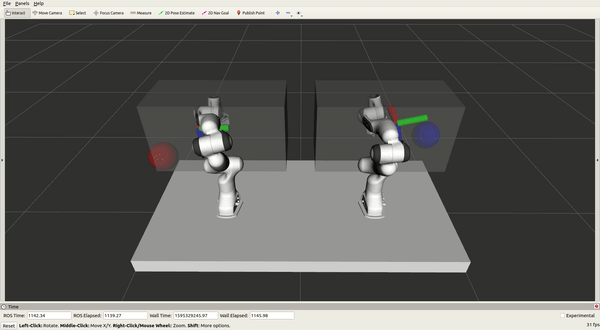 File Panels Help
Interact Move Camera Select Focus Camera Measure 2D Pose Estimate 2D Nav Goal Publish Point
Time
ROS Time: 1142.34 ROS Elapsed: 1139.27 Wall Time: 1595329245.97 Wall Elapsed: 1145.98 Experimental
Reset Left-Click: Rotate. Middle-Click: Move X/Y. Right-Click/Mouse Wheel: Zoom. Shift: More options. 31 fps